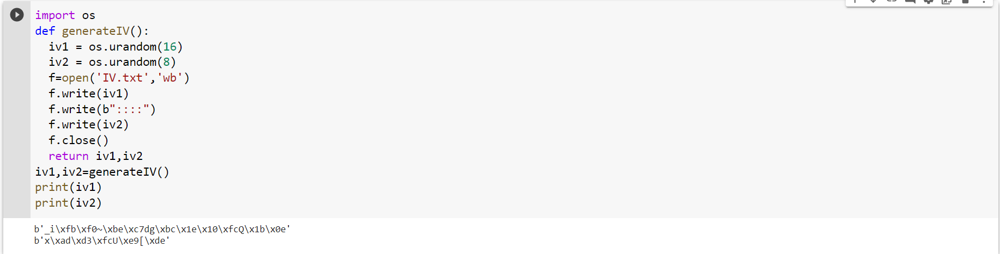 import os
def generateIV():
  iv1 = os.urandom(16)
  iv2 = os.urandom(8)
  f=open('IV.txt','wb')
  f.write(iv1)
  f.write(b"::::")
  f.write(iv2)
  f.close()
  return iv1,iv2
iv1,iv2=generateIV()
print(iv1)
print(iv2)
b'_i\xfb\xf0~\xbe\xc7dg\xbc\x1e\x10\xfcQ\x1b\x0e'
b'x\xad\xd3\xfcU\xe9[\xde'